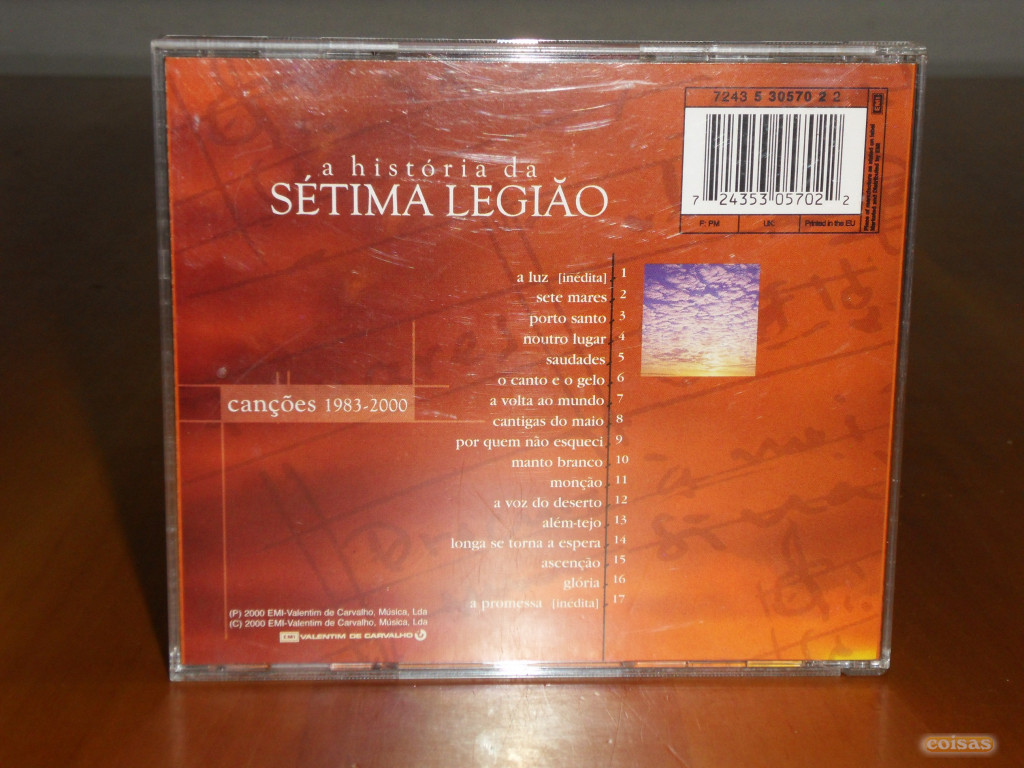 7243 5 30570 2 2
EMI
7 24353 05702 2
F: PM
UK
Printed in the EU
a história da
SÉTIMA LEGIÃO
a luz [inédita] 1
sete mares 2
porto santo 3
noutro lugar 4
saudades 5
o canto e o gelo 6
a volta ao mundo 7
cantigas do maio 8
por quem não esqueci 9
manto branco 10
monção 11
a voz do deserto 12
além-tejo 13
longa se torna a espera 14
ascenção 15
glória 16
a promessa [inédita] 17
canções 1983-2000
(P) 2000 EMI-Valentim de Carvalho, Música, Lda
(C) 2000 EMI-Valentim de Carvalho, Música, Lda
EMI VALENTIM DE CARVALHO
coisas